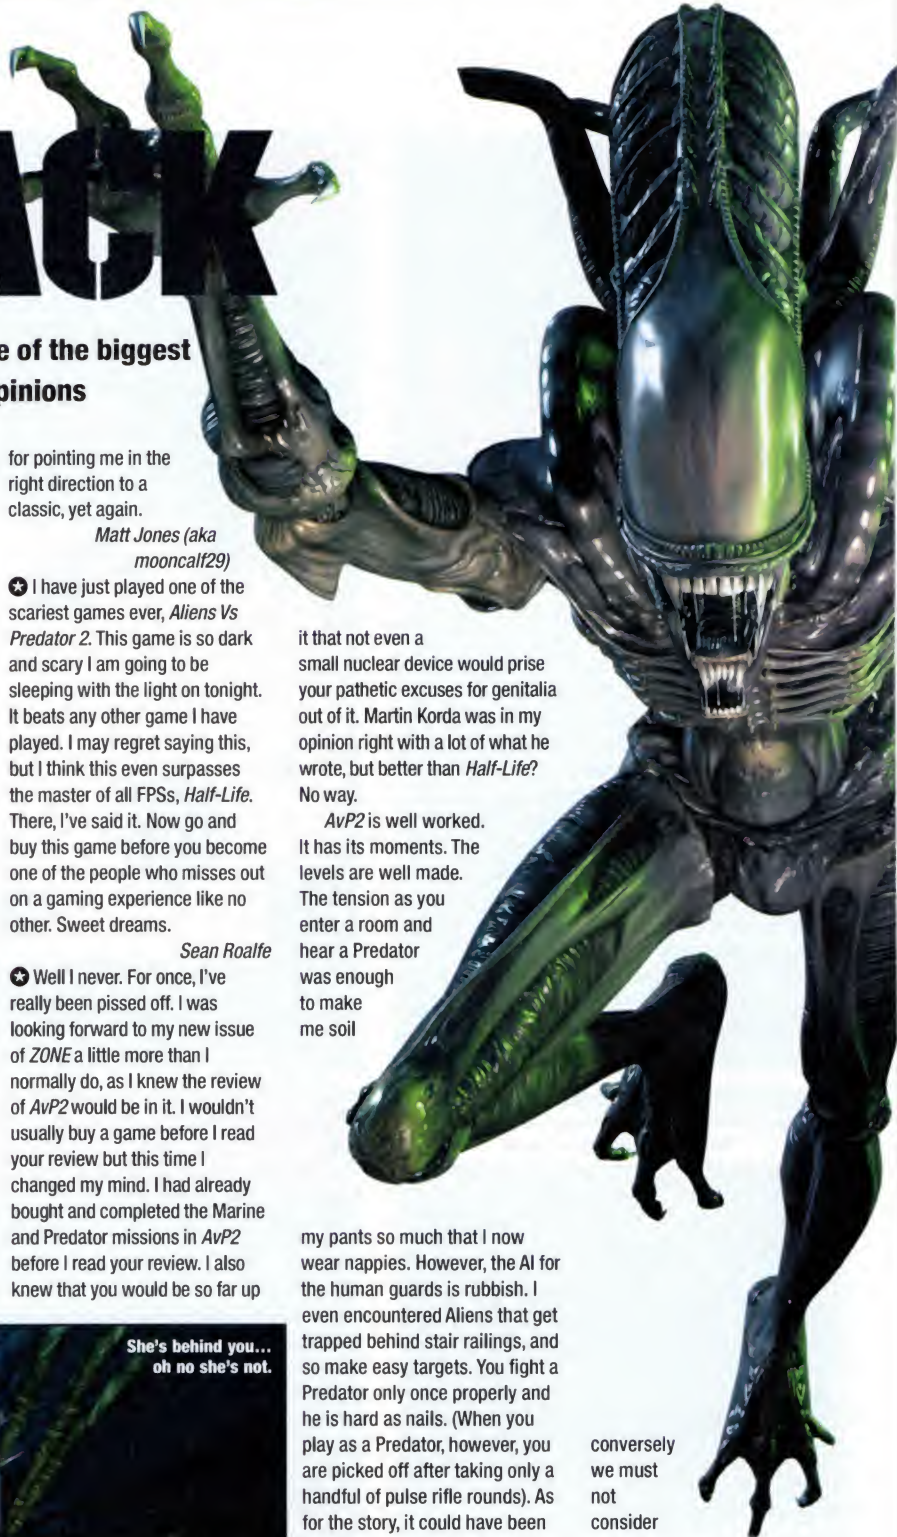 ACK
e of the biggest
pinions
for pointing me in the
right direction to a
classic, yet again.
Matt Jones (aka
mooncalf29)
I have just played one of the
scariest games ever, Aliens Vs
Predator 2. This game is so dark
and scary I am going to be
sleeping with the light on tonight.
It beats any other game I have
played. I may regret saying this,
but I think this even surpasses
the master of all FPSs, Half-Life.
There, I've said it. Now go and
buy this game before you become
one of the people who misses out
on a gaming experience like no
other. Sweet dreams.
Sean Roalfe
Well I never. For once, I've
really been pissed off. I was
looking forward to my new issue
of ZONE a little more than I
normally do, as I knew the review
of AvP2 would be in it. I wouldn't
usually buy a game before I read
your review but this time I
changed my mind. I had already
bought and completed the Marine
and Predator missions in AvP2
before I read your review. I also
knew that you would be so far up
She's behind you...
oh no she's not.
it that not even a
small nuclear device would prise
your pathetic excuses for genitalia
out of it. Martin Korda was in my
opinion right with a lot of what he
wrote, but better than Half-Life?
No way.
AvP2 is well worked.
It has its moments. The
levels are well made.
The tension as you
enter a room and
hear a Predator
was enough
to make
me soil
my pants so much that I now
wear nappies. However, the AI for
the human guards is rubbish. I
even encountered Aliens that get
trapped behind stair railings, and
so make easy targets. You fight a
Predator only once properly and
he is hard as nails. (When you
play as a Predator, however, you
are picked off after taking only a
handful of pulse rifle rounds). As
for the story, it could have been
conversely
we must
not
consider